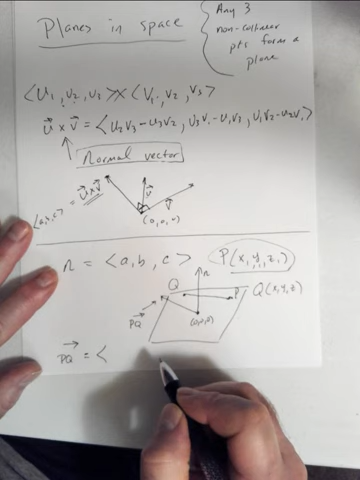 Planes in space
Any 3
non-collinear
pts form a
plane
<U₁, U₂, U₃> X <V₁, V₂, V₃>
u⃗ x v⃗ = <U₂V₃-U₃V₂, U₃V₁-U₁V₃, U₁V₂-U₂V₁>
Normal vector
<a,b,c> = u⃗xv⃗
u⃗
v⃗
(0,0,0)
n = <a, b, c>
P(x₁,y₁,z₁)
n
Q
P
Q(x,y,z)
PQ⃗
(0,0,0)
PQ⃗ = <